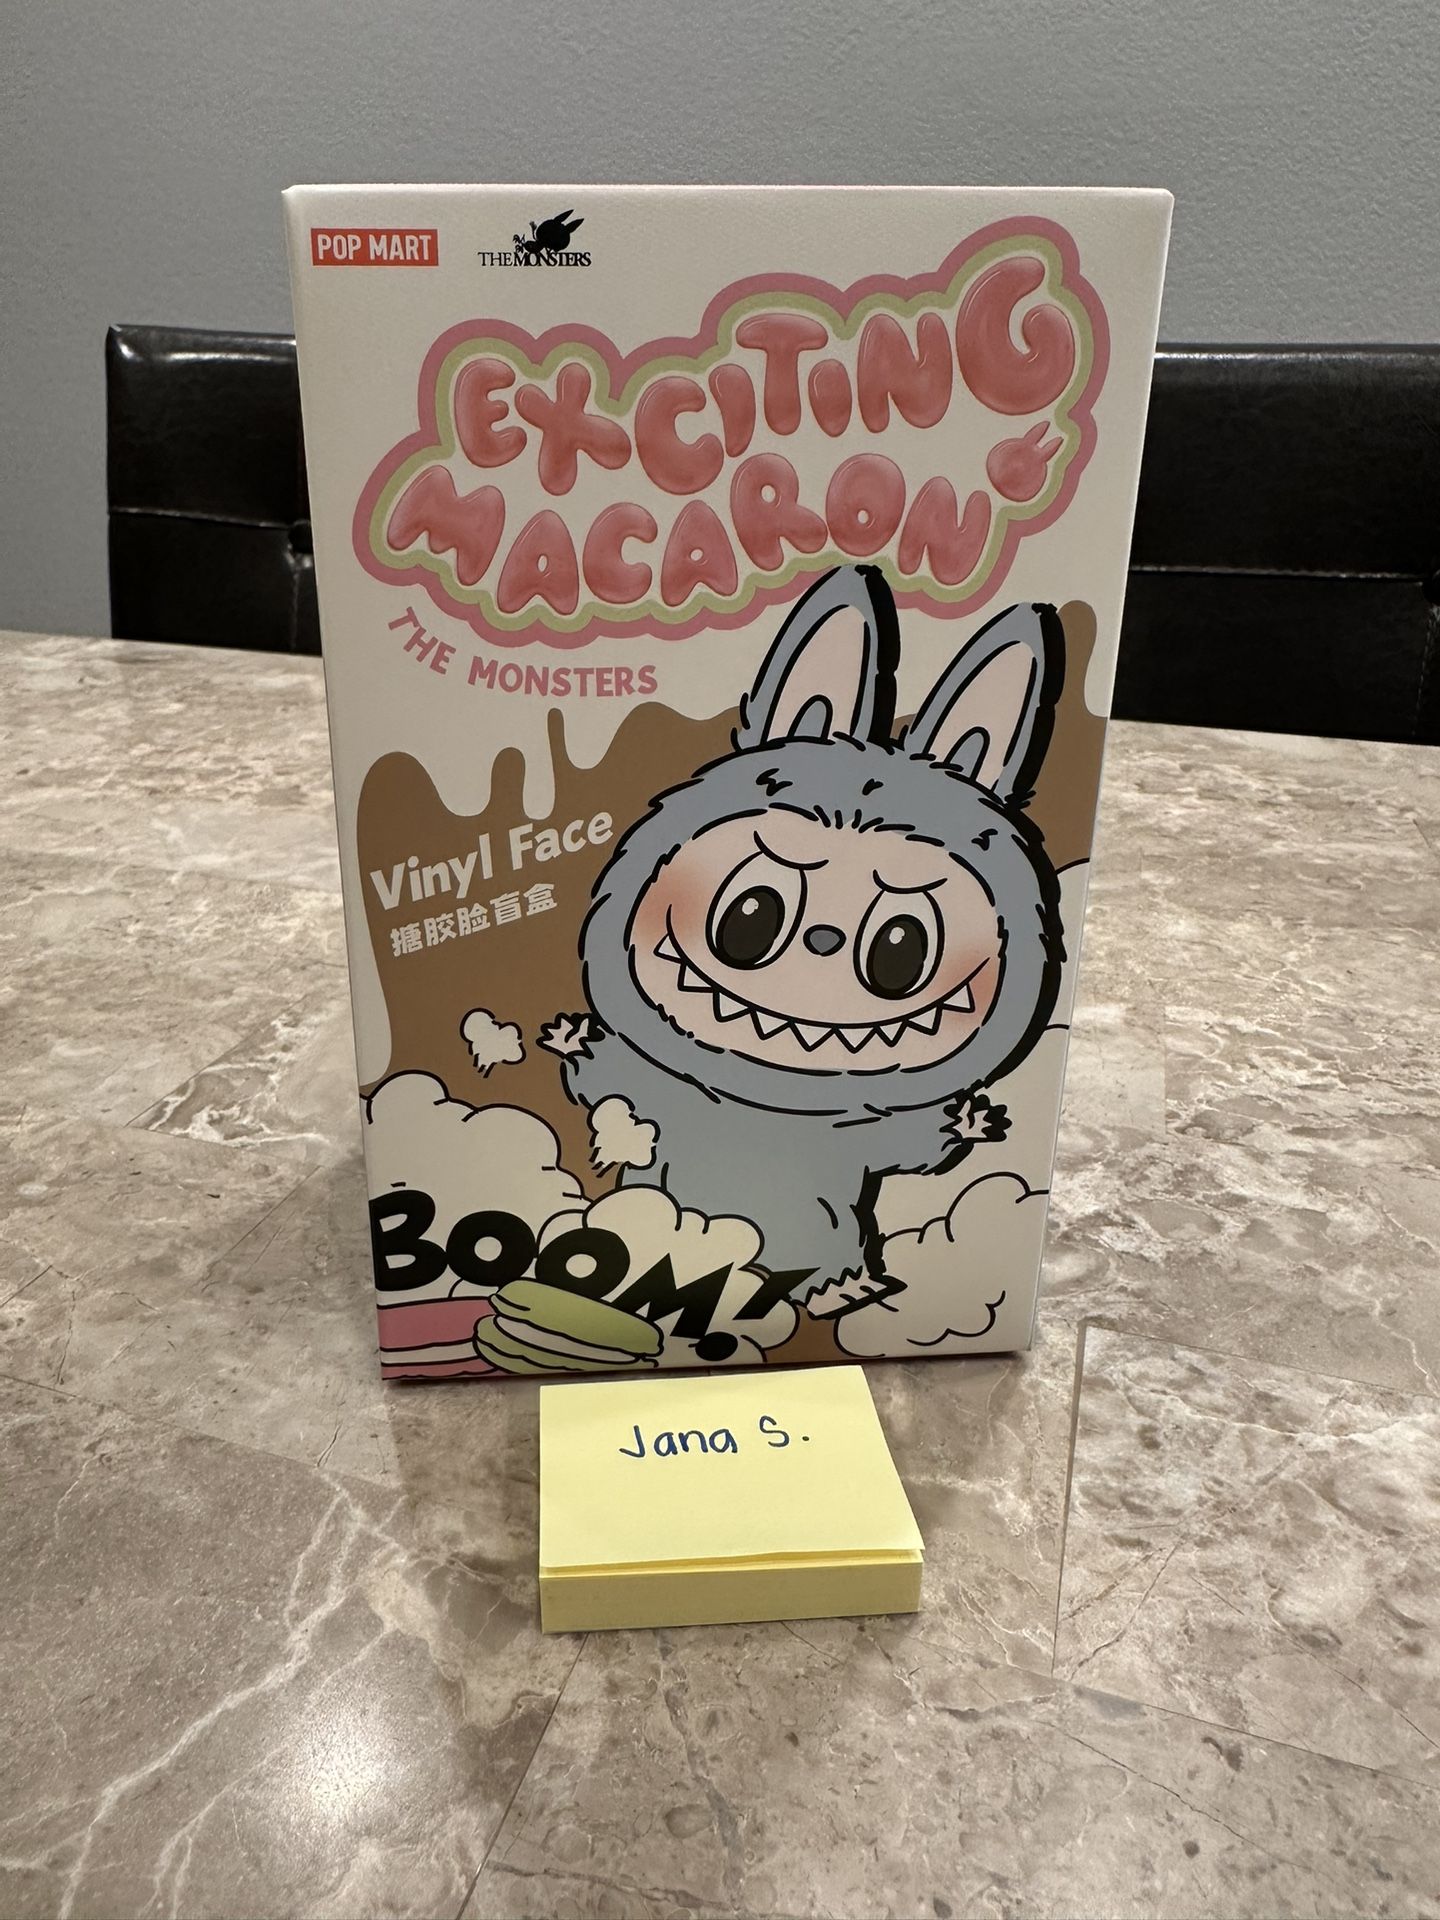 POP MART
THE MONSTERS
EXCITING
MACARON
THE MONSTERS
Vinyl Face
搪胶脸盲盒
BOOM!
Jana S.